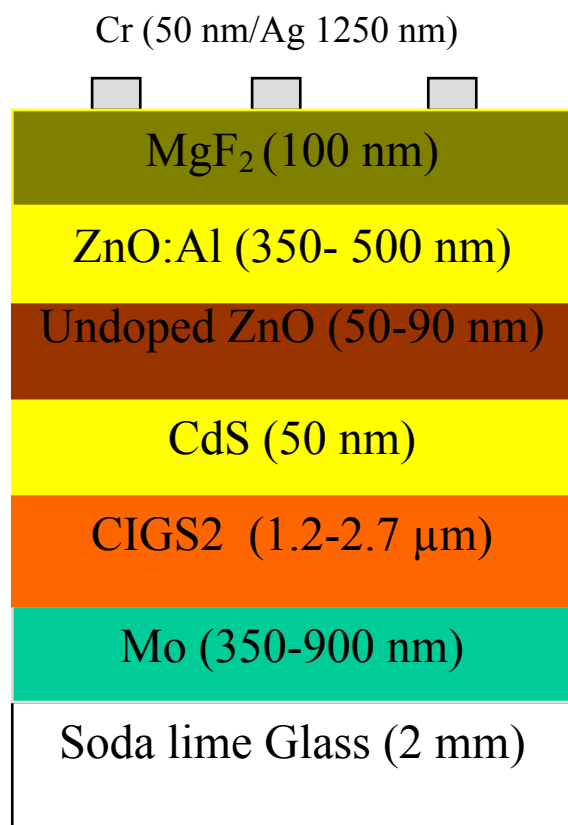 Cr (50 nm/Ag 1250 nm)
MgF₂ (100 nm)
ZnO:Al (350- 500 nm)
Undoped ZnO (50-90 nm)
CdS (50 nm)
CIGS2 (1.2-2.7 µm)
Mo (350-900 nm)
Soda lime Glass (2 mm)